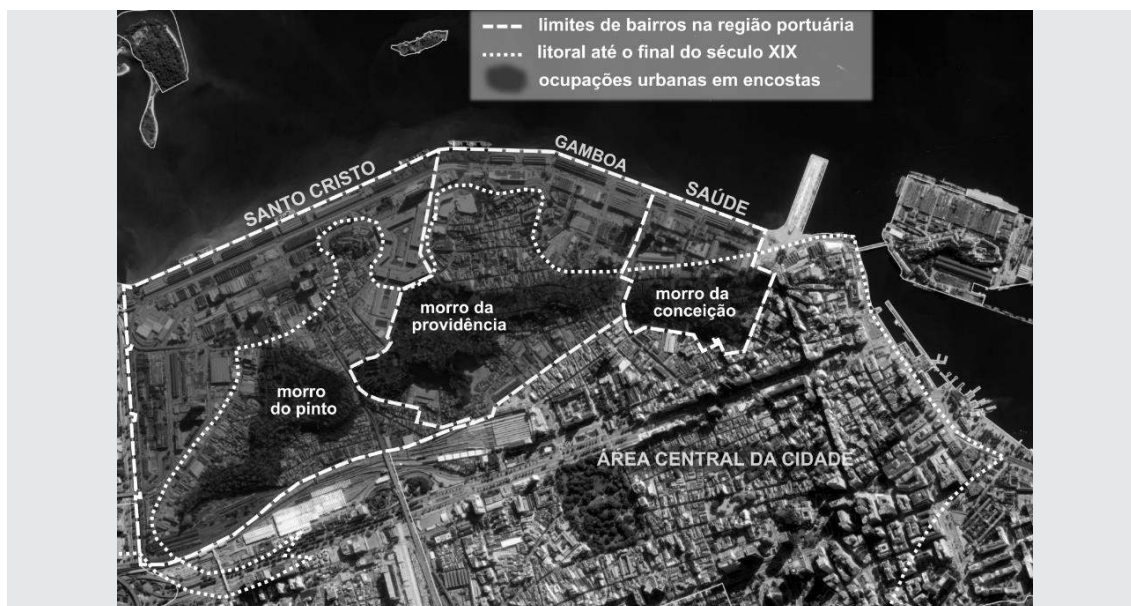 limites de bairros na região portuária
litoral até o final do século XIX
ocupações urbanas em encostas
SANTO CRISTO
GAMBOA
SAÚDE
morro da
providência
morro da
conceição
morro
do pinto
ÁREA CENTRAL DA CIDADE